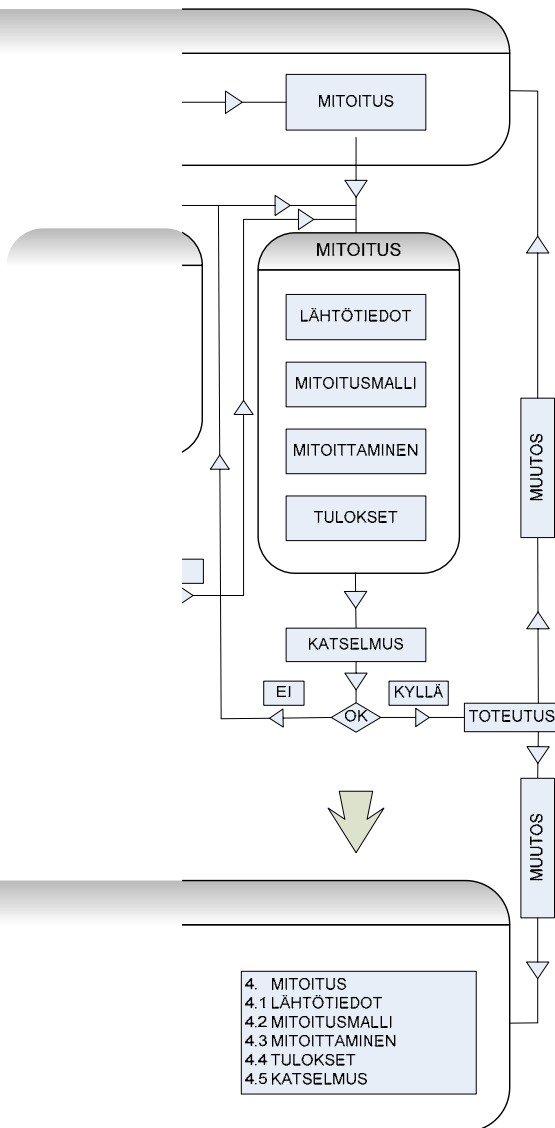 MITOITUS
MITOITUS
LÄHTÖTIEDOT
MITOITUSMALLI
MITOITTAMINEN
TULOKSET
MUUTOS
KATSELMUS
EI
KYLLÄ
OK
TOTEUTUS
MUUTOS
4. MITOITUS
4.1 LÄHTÖTIEDOT
4.2 MITOITUSMALLI
4.3 MITOITTAMINEN
4.4 TULOKSET
4.5 KATSELMUS